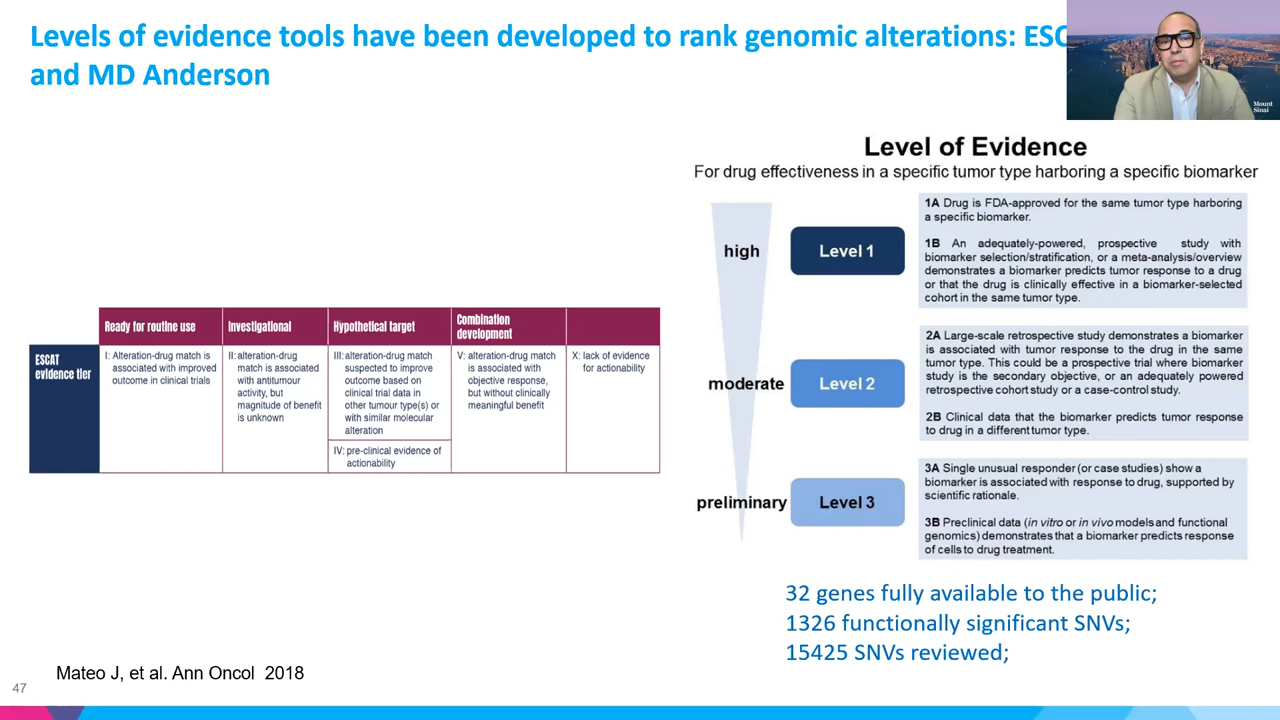 Levels of evidence tools have been developed to rank genomic alterations:
and MD Anderson
Mount
Sinai
Level of Evidence
For drug effectiveness in a specific tumor type harboring a specific biomarker
high
Level 1
1A Drug is FDA-approved for the same tumor type harboring
a specific biomarker.
1B An adequately-powered, prospective study with
biomarker selection/stratification, or a meta-analysis/overview
demonstrates a biomarker predicts tumor response to a drug
or that the drug is clinically effective in a biomarker-selected
cohort in the same tumor type.
moderate
Level 2
2A Large-scale retrospective study demonstrates a biomarker
is associated with tumor response to the drug in the same
tumor type. This could be a prospective trial where biomarker
study is the secondary objective, or an adequately powered
retrospective cohort study or a case-control study.
2B Clinical data that the biomarker predicts tumor response
to drug in a different tumor type.
preliminary
Level 3
3A Single unusual responder (or case studies) show a
biomarker is associated with response to drug, supported by
scientific rationale.
3B Preclinical data (in vitro or in vivo models and functional
genomics) demonstrates that a biomarker predicts response
of cells to drug treatment.
Ready for routine use
Investigational
Hypothetical target
Combination
development
ESCAT
evidence tier
I: Alteration-drug match is
associated with improved
outcome in clinical trials
II: alteration-drug
match is associated
with antitumour
activity, but
magnitude of benefit
is unknown
III: alteration-drug match
suspected to improve
outcome based on
clinical trial data in
other tumour type(s) or
with similar molecular
alteration
IV: pre-clinical evidence of
actionability
V: alteration-drug match
is associated with
objective response,
but without clinically
meaningful benefit
X: lack of evidence
for actionability
32 genes fully available to the public;
1326 functionally significant SNVs;
15425 SNVs reviewed;
Mateo J, et al. Ann Oncol 2018
47